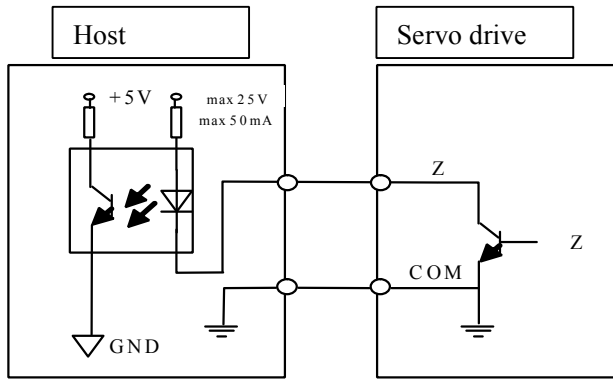 Host
Servo drive
+5V
max 25V
max 50mA
Z
Z
COM
GND